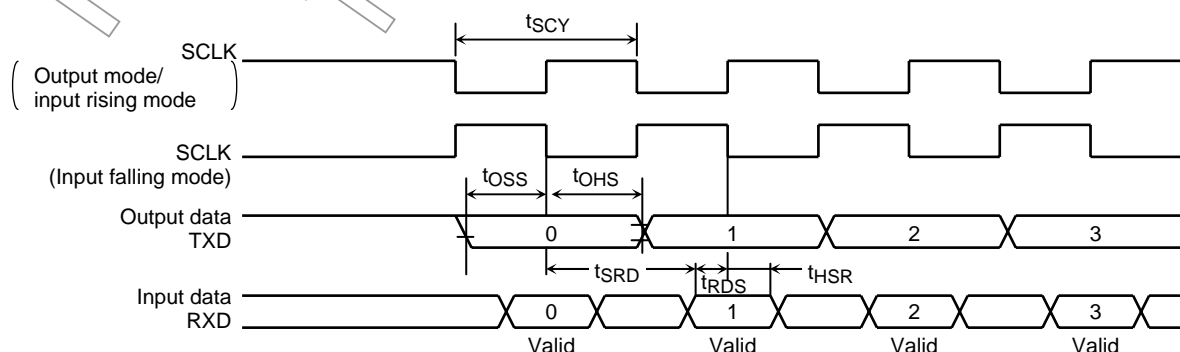 tSCY
SCLK
( Output mode/
input rising mode )
SCLK
(Input falling mode)
tOSS tOHS
Output data
TXD
0 1 2 3
tSRD tRDS tHSR
Input data
RXD
0 1 2 3
Valid Valid Valid Valid